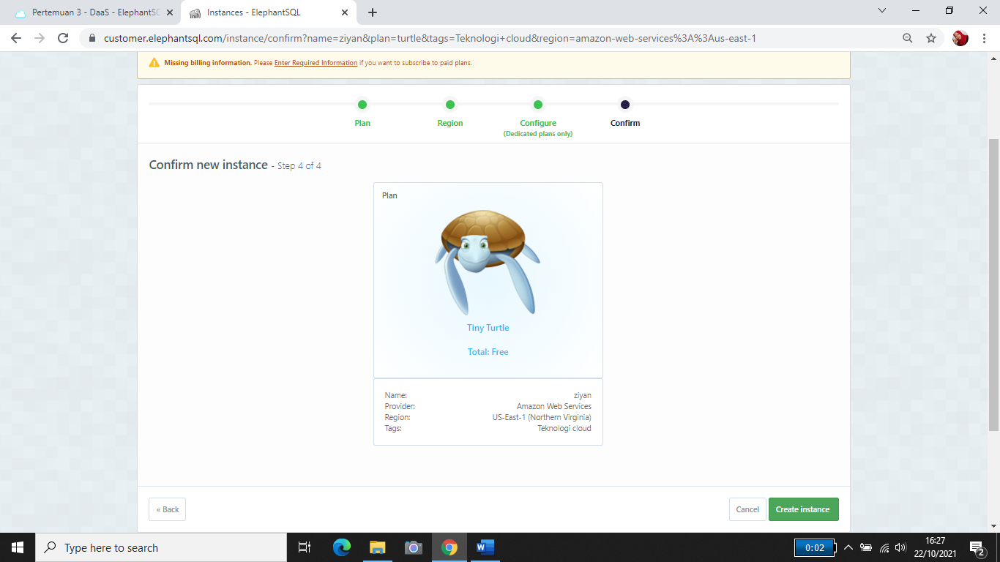 Pertemuan 3 - DaaS - ElephantSC
Instances - ElephantSQL
customer.elephantsql.com/instance/confirm?name=ziyan&plan=turtle&tags=Teknologi+cloud&region=amazon-web-services%3A%3Aus-east-1
Missing billing information. Please Enter Required Information if you want to subscribe to paid plans.
Plan
Region
Configure
(Dedicated plans only)
Confirm
Confirm new instance - Step 4 of 4
Plan
Tiny Turtle
Total: Free
Name: ziyan
Provider: Amazon Web Services
Region: US-East-1 (Northern Virginia)
Tags: Teknologi cloud
« Back
Cancel
Create instance
Type here to search
0:02
16:27
22/10/2021
2